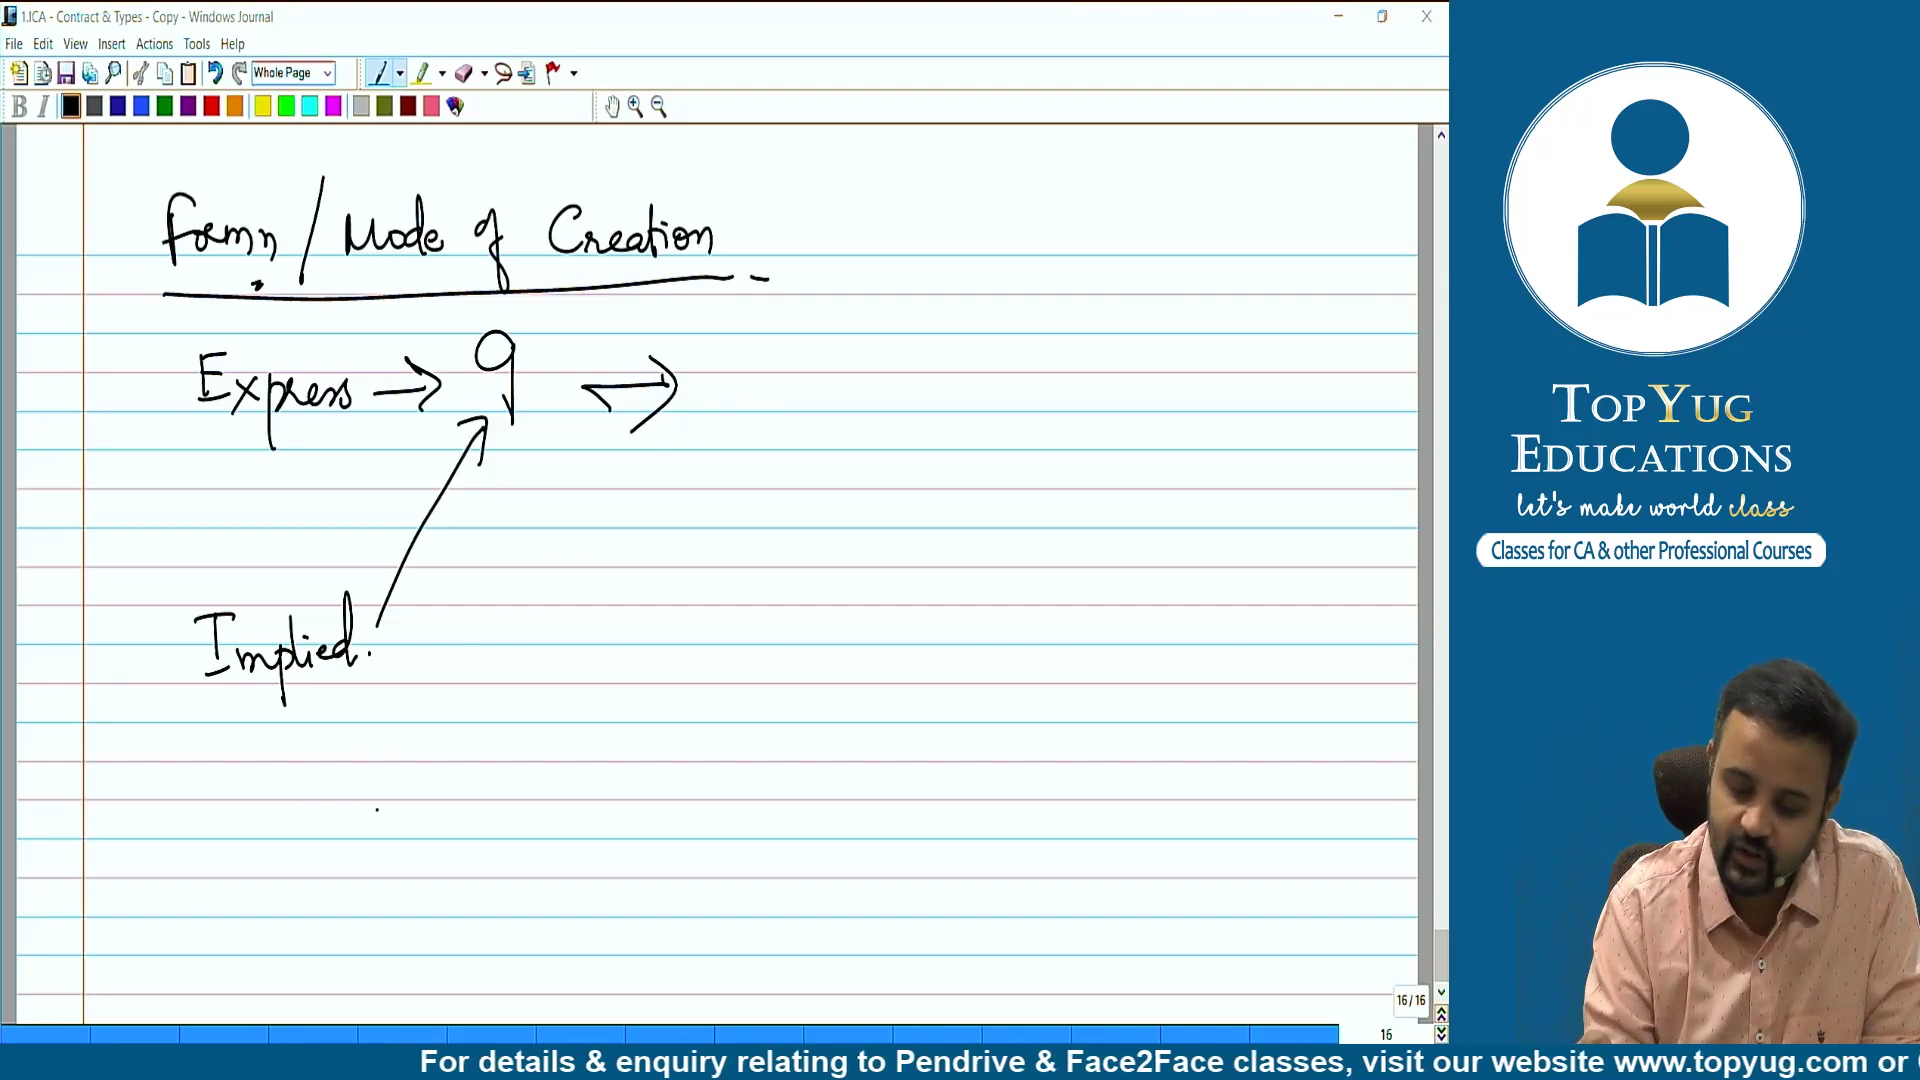 1.ICA - Contract & Types - Copy - Windows Journal
File Edit View Insert Actions Tools Help
Whole Page
B I
Formn / Mode of Creation
Express → 9
Implied.
16 / 16
16
TOPYUG
EDUCATIONS
let's make world class
Classes for CA & other Professional Courses
For details & enquiry relating to Pendrive & Face2Face classes, visit our website www.topyug.com or